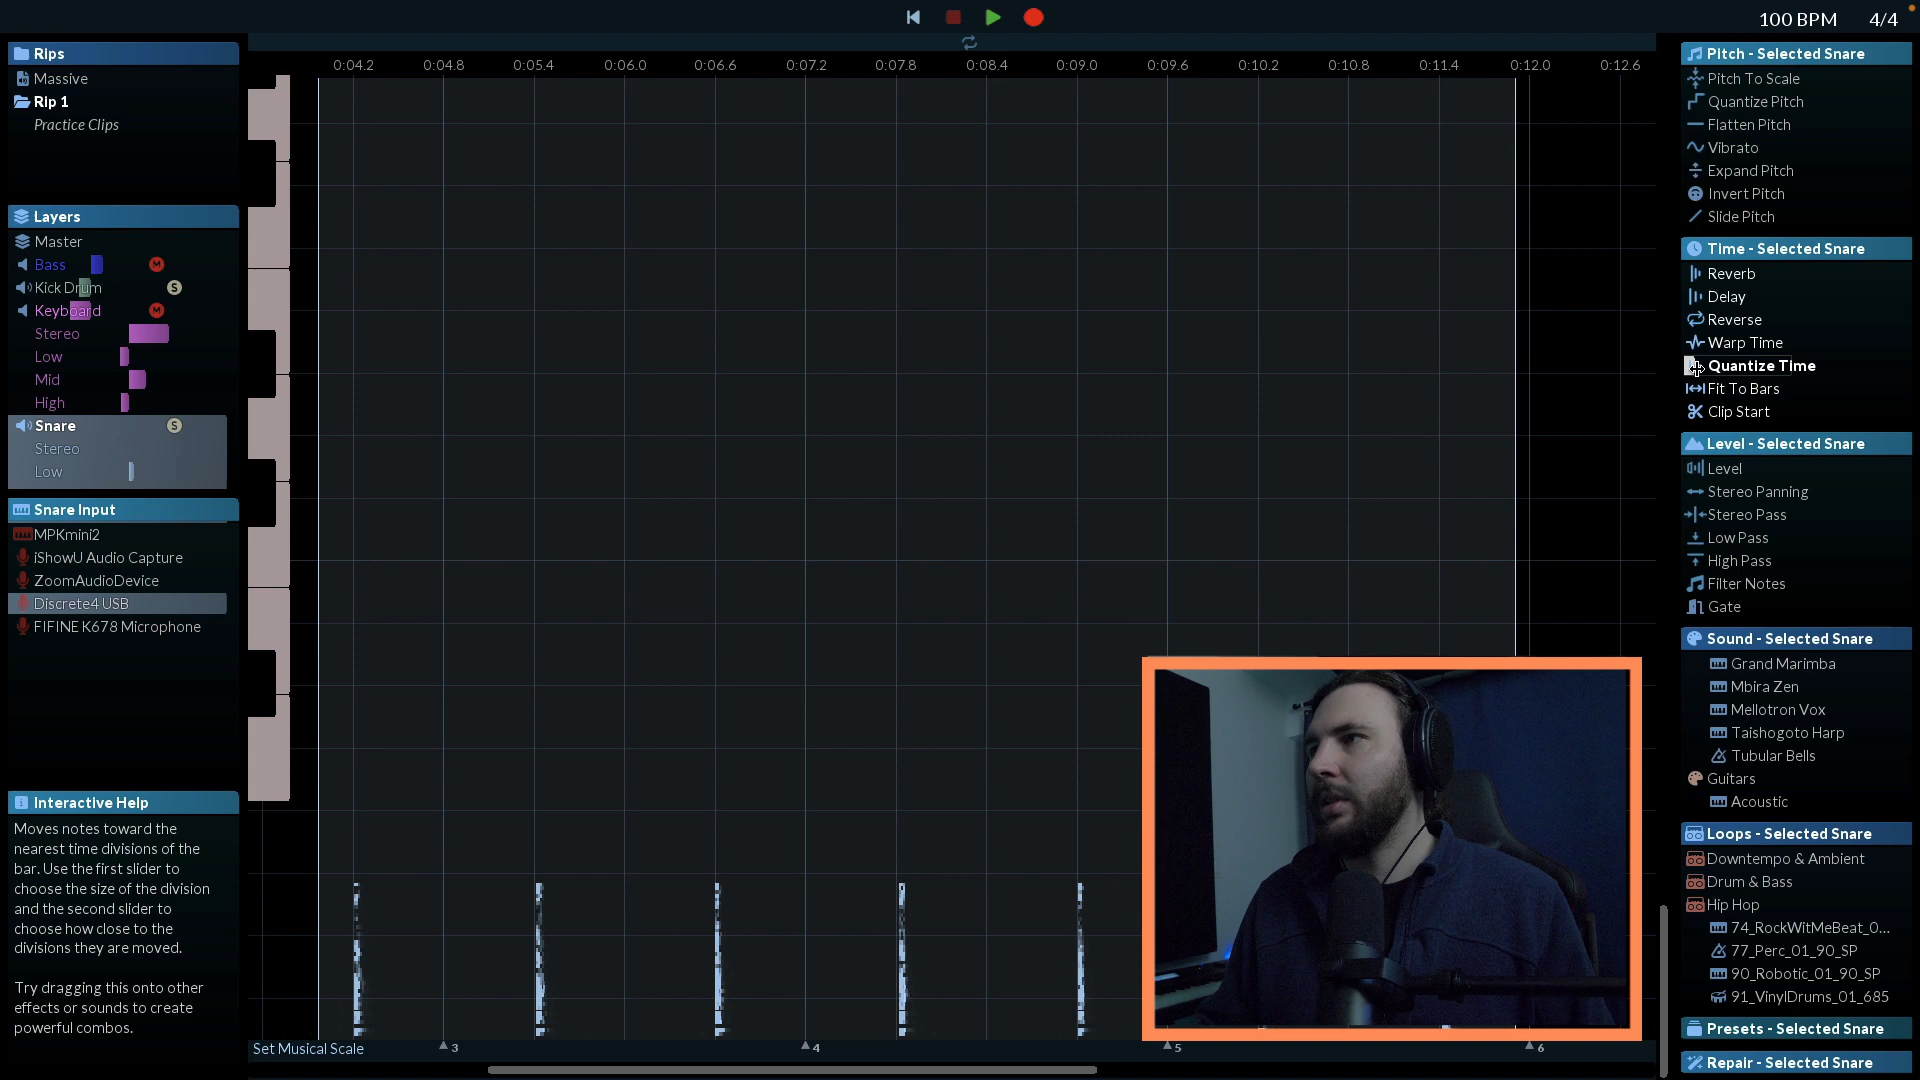 100 BPM 4/4
Rips
Massive
Rip 1
Practice Clips
Layers
Master
Bass M
Kick Drum S
Keyboard M
Stereo
Low
Mid
High
Snare S
Stereo
Low
Snare Input
MPKmini2
iShowU Audio Capture
ZoomAudioDevice
Discrete4 USB
FIFINE K678 Microphone
Interactive Help
Moves notes toward the
nearest time divisions of the
bar. Use the first slider to
choose the size of the division
and the second slider to
choose how close to the
divisions they are moved.
Try dragging this onto other
effects or sounds to create
powerful combos.
0:04.2 0:04.8 0:05.4 0:06.0 0:06.6 0:07.2 0:07.8 0:08.4 0:09.0 0:09.6 0:10.2 0:10.8 0:11.4 0:12.0 0:12.6
Set Musical Scale 3 4 5 6
Pitch - Selected Snare
Pitch To Scale
Quantize Pitch
Flatten Pitch
Vibrato
Expand Pitch
Invert Pitch
Slide Pitch
Time - Selected Snare
Reverb
Delay
Reverse
Warp Time
Quantize Time
Fit To Bars
Clip Start
Level - Selected Snare
Level
Stereo Panning
Stereo Pass
Low Pass
High Pass
Filter Notes
Gate
Sound - Selected Snare
Grand Marimba
Mbira Zen
Mellotron Vox
Taishogoto Harp
Tubular Bells
Guitars
Acoustic
Loops - Selected Snare
Downtempo & Ambient
Drum & Bass
Hip Hop
74_RockWitMeBeat_0...
77_Perc_01_90_SP
90_Robotic_01_90_SP
91_VinylDrums_01_685
Presets - Selected Snare
Repair - Selected Snare